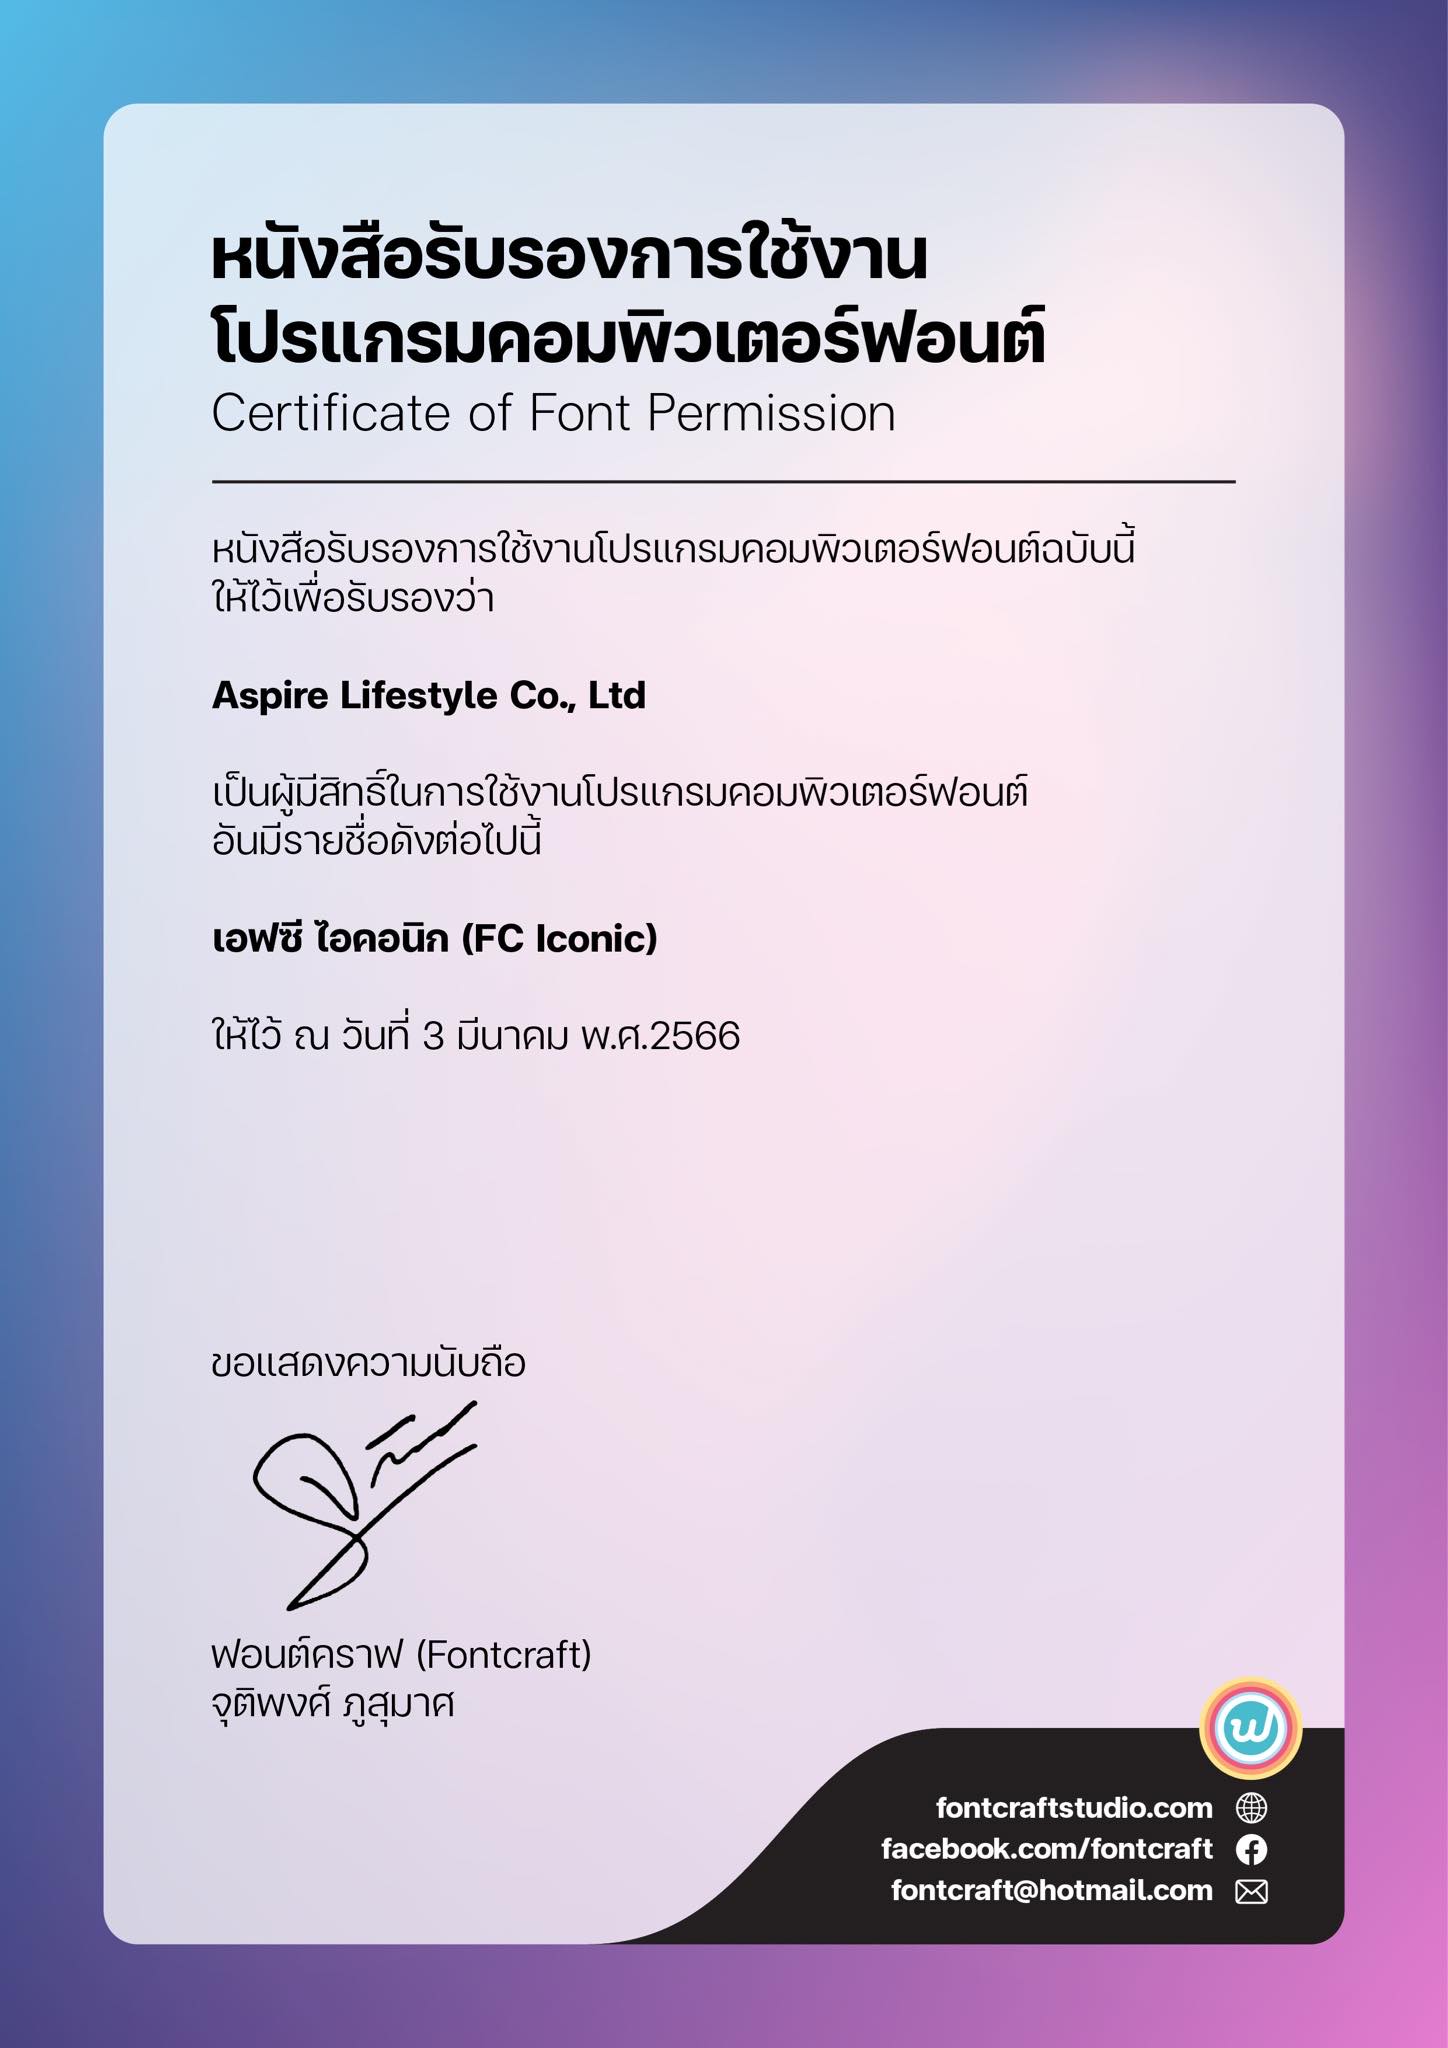 หนังสือรับรองการใช้งาน
โปรแกรมคอมพิวเตอร์ฟอนต์
Certificate of Font Permission
หนังสือรับรองการใช้งานโปรแกรมคอมพิวเตอร์ฟอนต์ฉบับนี้
ให้ไว้เพื่อรับรองว่า
Aspire Lifestyle Co., Ltd
เป็นผู้มีสิทธิ์ในการใช้งานโปรแกรมคอมพิวเตอร์ฟอนต์
อันมีรายชื่อดังต่อไปนี้
เอฟซี ไอคอนิก (FC Iconic)
ให้ไว้ ณ วันที่ 3 มีนาคม พ.ศ.2566
ขอแสดงความนับถือ
ฟอนต์คราฟ (Fontcraft)
จุติพงศ์ ภูสุมาศ
fontcraftstudio.com
facebook.com/fontcraft
fontcraft@hotmail.com